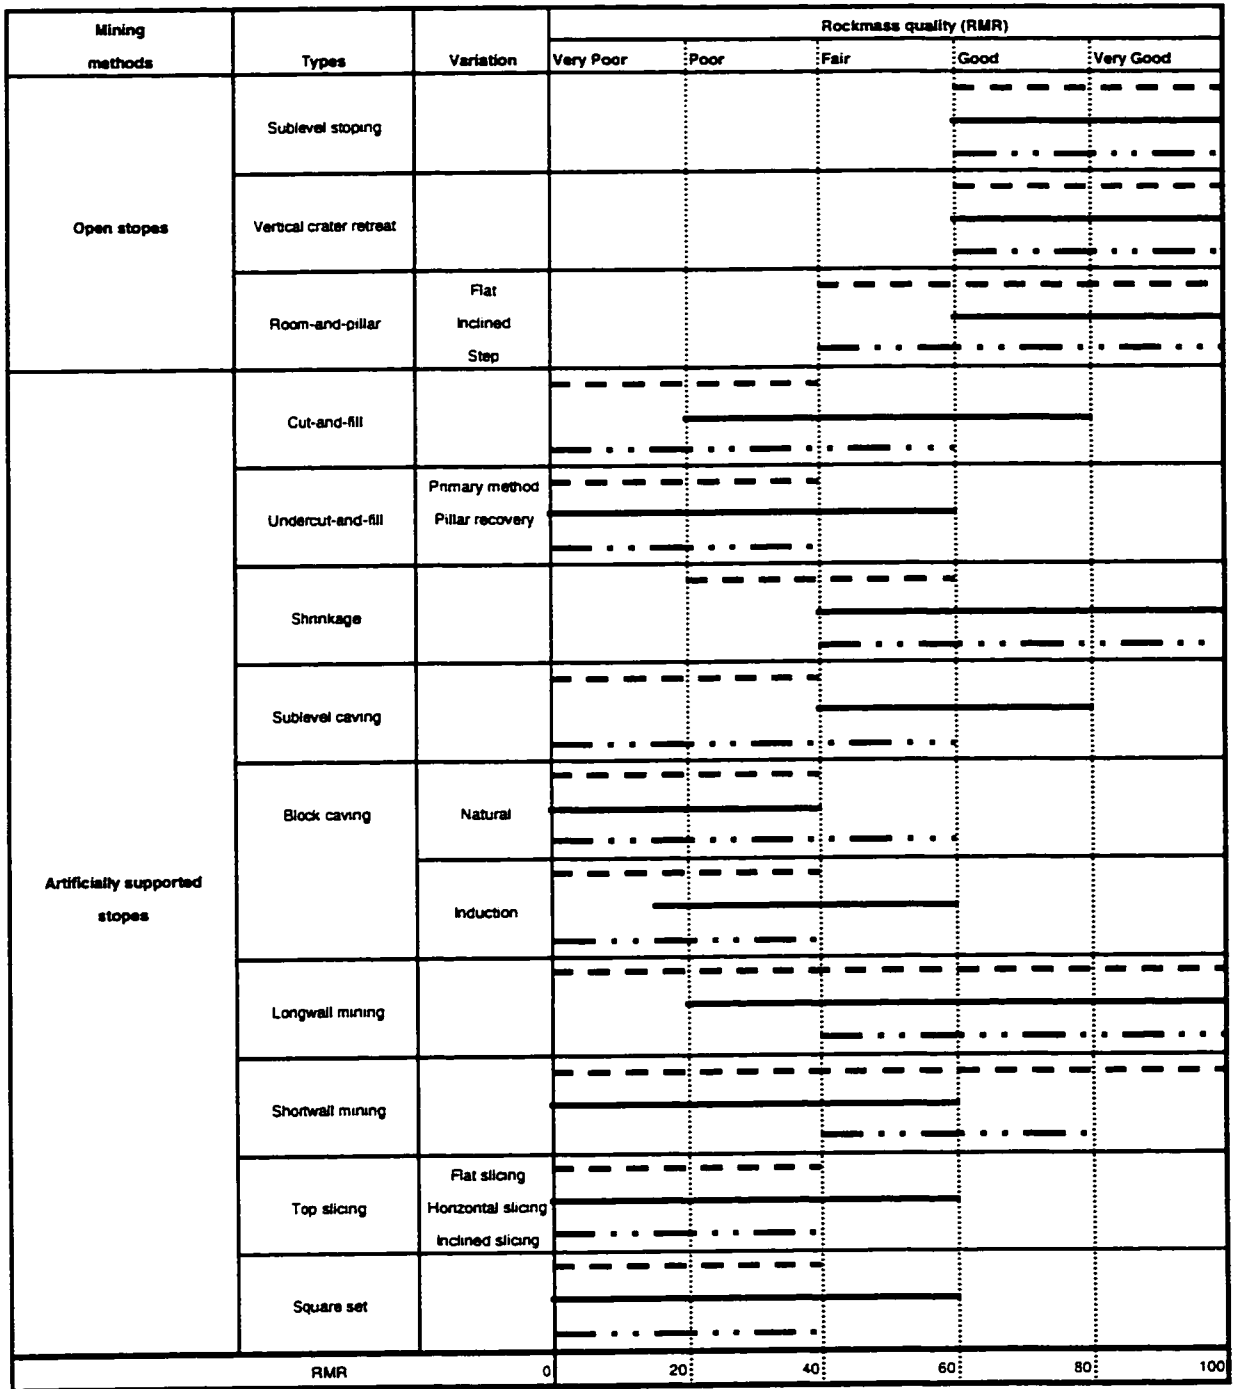 Mining
methods
Types
Variation
Rockmass quality (RMR)
Very Poor
Poor
Fair
Good
Very Good
Open stopes
Sublevel stoping
Vertical crater retreat
Room-and-pillar
Flat
Inclined
Step
Artificially supported
stopes
Cut-and-fill
Undercut-and-fill
Primary method
Pillar recovery
Shrinkage
Sublevel caving
Block caving
Natural
Induction
Longwall mining
Shortwall mining
Top slicing
Flat slicing
Horizontal slicing
Inclined slicing
Square set
RMR
0
20
40
60
80
100